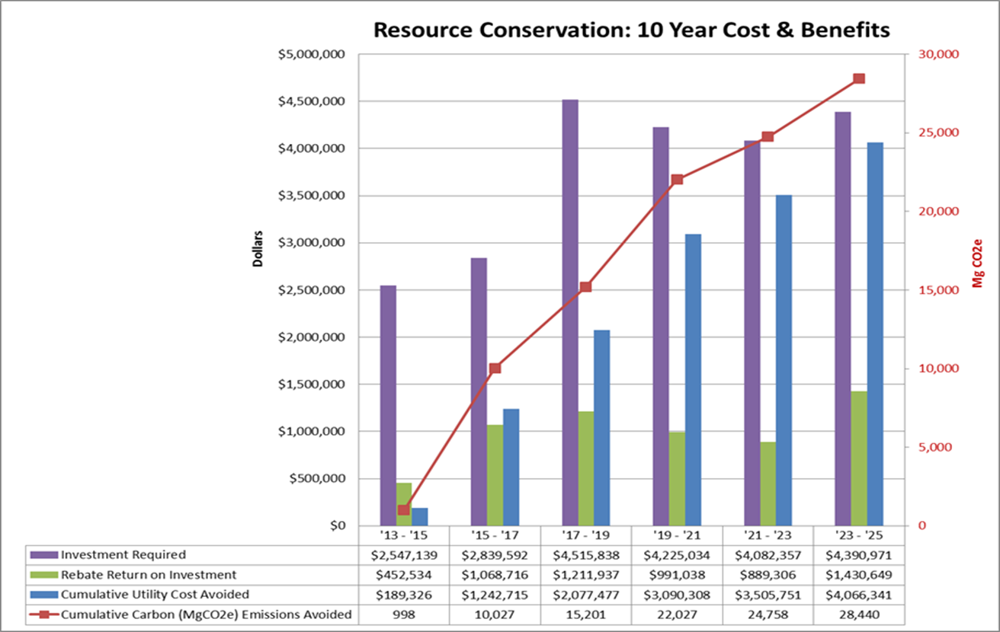 Resource Conservation: 10 Year Cost & Benefits
$5,000,000
$4,500,000
$4,000,000
$3,500,000
$3,000,000
$2,500,000
$2,000,000
$1,500,000
$1,000,000
$500,000
$0
Dollars
30,000
25,000
20,000
15,000
10,000
5,000
0
Mg CO2e
'13 - '15 '15 - '17 '17 - '19 '19 - '21 '21 - '23 '23 - '25
Investment Required $2,547,139 $2,839,592 $4,515,838 $4,225,034 $4,082,357 $4,390,971
Rebate Return on Investment $452,534 $1,068,716 $1,211,937 $991,038 $889,306 $1,430,649
Cumulative Utility Cost Avoided $189,326 $1,242,715 $2,077,477 $3,090,308 $3,505,751 $4,066,341
Cumulative Carbon (MgCO2e) Emissions Avoided 998 10,027 15,201 22,027 24,758 28,440